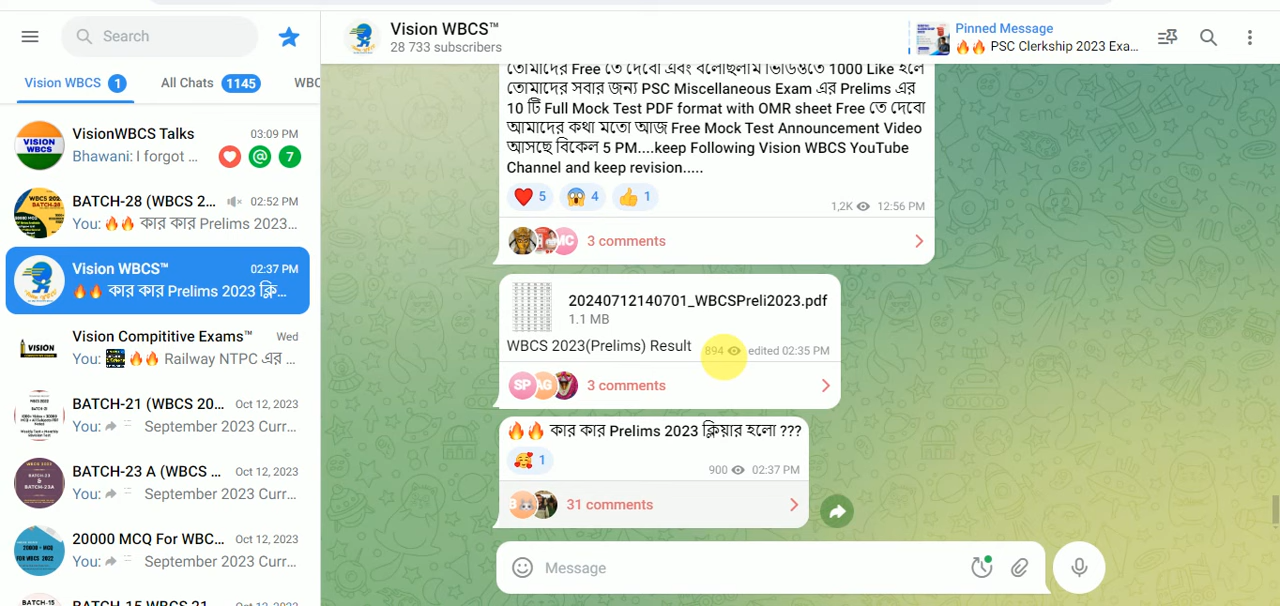 Search
Vision WBCS 1
All Chats 1145
WBC
VisionWBCS Talks
03:09 PM
Bhawani: I forgot ...
@ 7
VISION WBCS
BATCH-28 (WBCS 2...
02:52 PM
You: 🔥🔥 কার কার Prelims 2023...
Vision WBCS™
02:37 PM
🔥🔥 কার কার Prelims 2023 ক্লি...
Vision Compititive Exams™
Wed
You: 🔥🔥 Railway NTPC এর ...
VISION
BATCH-21 (WBCS 20...
Oct 12, 2023
You: September 2023 Curr...
BATCH-23 A (WBCS ...
Oct 12, 2023
You: September 2023 Curr...
20000 MCQ For WBC...
Oct 12, 2023
You: September 2023 Curr...
BATCH-15 WBCS 21
Oct 12, 2023
Vision WBCS™
28 733 subscribers
Pinned Message
🔥🔥 PSC Clerkship 2023 Exa...
তোমাদের Free তে দেবো এবং বলেছিলাম ভিডিওতে 1000 Like হলে
তোমাদের সবার জন্য PSC Miscellaneous Exam এর Prelims এর
10 টি Full Mock Test PDF format with OMR sheet Free তে দেবো
আমাদের কথা মতো আজ Free Mock Test Announcement Video
আসছে বিকেল 5 PM....keep Following Vision WBCS YouTube
Channel and keep revision.....
❤️ 5 😱 4 👍 1
1,2K 12:56 PM
3 comments
20240712140701_WBCSPreli2023.pdf
1.1 MB
WBCS 2023(Prelims) Result
894 edited 02:35 PM
SP AG
3 comments
🔥🔥 কার কার Prelims 2023 ক্লিয়ার হলো ???
🥰 1
900 02:37 PM
31 comments
Message